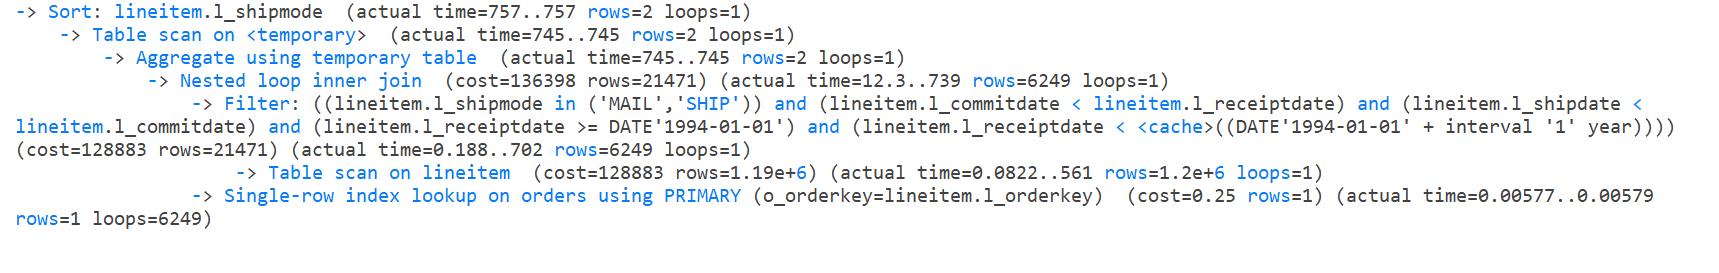 -> Sort: lineitem.l_shipmode  (actual time=757..757 rows=2 loops=1)
    -> Table scan on <temporary>  (actual time=745..745 rows=2 loops=1)
        -> Aggregate using temporary table  (actual time=745..745 rows=2 loops=1)
            -> Nested loop inner join  (cost=136398 rows=21471) (actual time=12.3..739 rows=6249 loops=1)
                -> Filter: ((lineitem.l_shipmode in ('MAIL','SHIP')) and (lineitem.l_commitdate < lineitem.l_receiptdate) and (lineitem.l_shipdate <
lineitem.l_commitdate) and (lineitem.l_receiptdate >= DATE'1994-01-01') and (lineitem.l_receiptdate < <cache>((DATE'1994-01-01' + interval '1' year))))
(cost=128883 rows=21471) (actual time=0.188..702 rows=6249 loops=1)
                    -> Table scan on lineitem  (cost=128883 rows=1.19e+6) (actual time=0.0822..561 rows=1.2e+6 loops=1)
                -> Single-row index lookup on orders using PRIMARY (o_orderkey=lineitem.l_orderkey)  (cost=0.25 rows=1) (actual time=0.00577..0.00579
rows=1 loops=6249)